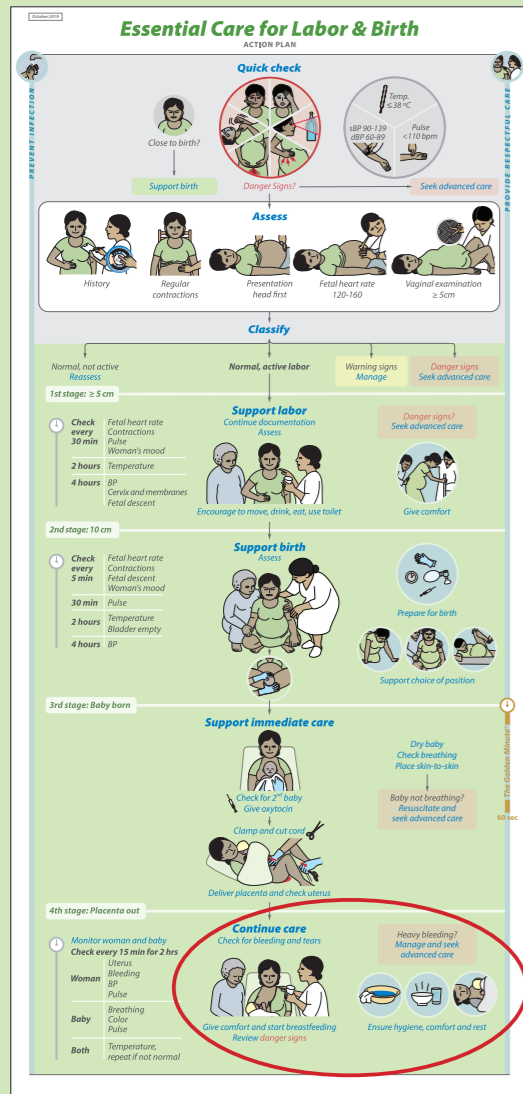 October 2019
Essential Care for Labor & Birth
ACTION PLAN
PREVENT INFECTION
PROVIDE RESPECTFUL CARE
Quick check
Close to birth?
Temp.
≤38 ºC
sBP 90-139
dBP 60-89
Pulse
<110 bpm
Support birth
Danger Signs?
Seek advanced care
Assess
History
Regular
contractions
Presentation
head first
Fetal heart rate
120-160
Vaginal examination
≥ 5cm
Classify
Normal, not active
Reassess
Normal, active labor
Warning signs
Manage
Danger signs
Seek advanced care
1st stage: ≥ 5 cm
Check
every
30 min
Fetal heart rate
Contractions
Pulse
Woman's mood
2 hours
Temperature
4 hours
BP
Cervix and membranes
Fetal descent
Support labor
Continue documentation
Assess
Encourage to move, drink, eat, use toilet
Danger signs?
Seek advanced care
Give comfort
2nd stage: 10 cm
Check
every
5 min
Fetal heart rate
Contractions
Fetal descent
Woman's mood
30 min
Pulse
2 hours
Temperature
Bladder empty
4 hours
BP
Support birth
Assess
Prepare for birth
Support choice of position
3rd stage: Baby born
Support immediate care
Check for 2nd baby
Give oxytocin
Clamp and cut cord
Deliver placenta and check uterus
Dry baby
Check breathing
Place skin-to-skin
Baby not breathing?
Resuscitate and
seek advanced care
The Golden Minute®
60 sec
4th stage: Placenta out
Monitor woman and baby
Check every 15 min for 2 hrs
Woman
Uterus
Bleeding
BP
Pulse
Baby
Breathing
Color
Pulse
Both
Temperature,
repeat if not normal
Continue care
Check for bleeding and tears
Give comfort and start breastfeeding
Review danger signs
Heavy bleeding?
Manage and seek
advanced care
Ensure hygiene, comfort and rest